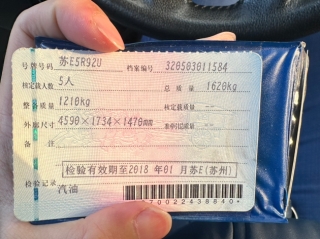 号牌号码 苏E5R92U 档案编号 320503011584
核定载人数 5人 总质量 1620kg
整备质量 1210kg 核定载质量 --
外廓尺寸 4590×1734×1470mm 准牵引总质量 --
备注
检验有效期至2018年01月苏E(苏州)
检验记录
汽油